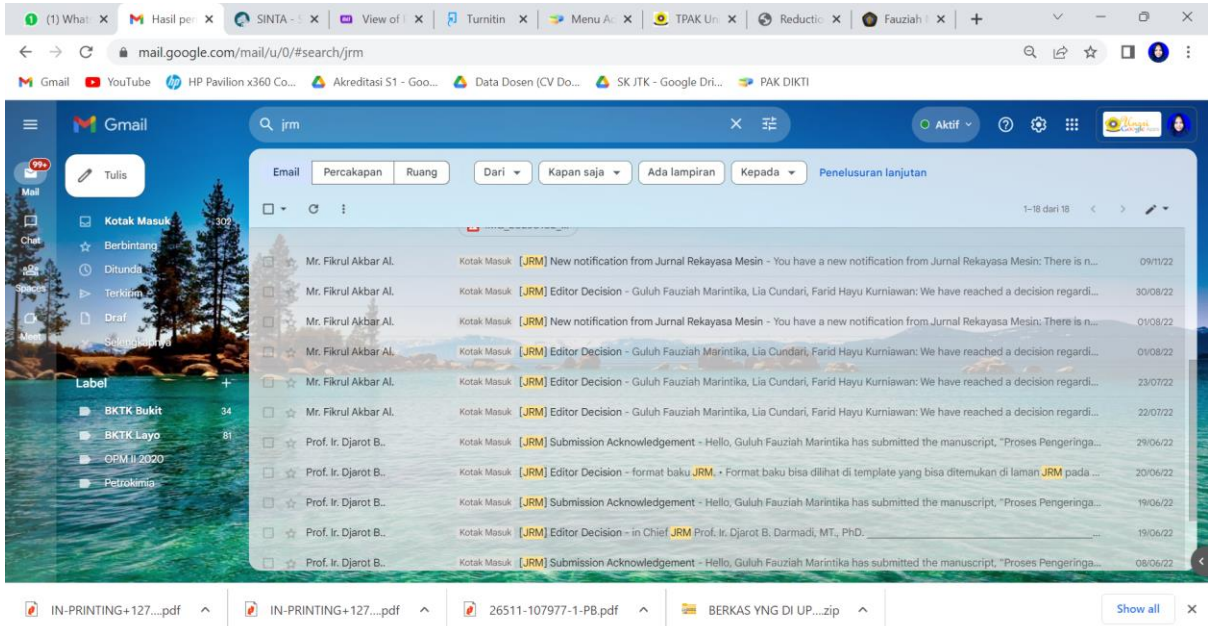 (1) What
Hasil per
SINTA - S
View of
Turnitin
Menu Ac
TPAK Un
Reductio
Fauziah
mail.google.com/mail/u/0/#search/jrm
Gmail
YouTube
HP Pavilion x360 Co...
Akreditasi S1 - Goo...
Data Dosen (CV Do...
SK JTK - Google Dri...
PAK DIKTI
Gmail
jrm
Aktif
99+
Mail
Chat
Spaces
Meet
Tulis
Kotak Masuk 309
Berbintang
Ditunda
Terkirim
Draf
Selengkapnya
Label +
BKTK Bukit 34
BKTK Layo 81
OPM II 2020
Petrokimia
Email Percakapan Ruang Dari Kapan saja Ada lampiran Kepada Penelusuran lanjutan
1–18 dari 18
Mr. Fikrul Akbar Al. Kotak Masuk [JRM] New notification from Jurnal Rekayasa Mesin - You have a new notification from Jurnal Rekayasa Mesin: There is n... 09/11/22
Mr. Fikrul Akbar Al. Kotak Masuk [JRM] Editor Decision - Guluh Fauziah Marintika, Lia Cundari, Farid Hayu Kurniawan: We have reached a decision regardi... 30/08/22
Mr. Fikrul Akbar Al. Kotak Masuk [JRM] New notification from Jurnal Rekayasa Mesin - You have a new notification from Jurnal Rekayasa Mesin: There is n... 01/08/22
Mr. Fikrul Akbar Al. Kotak Masuk [JRM] Editor Decision - Guluh Fauziah Marintika, Lia Cundari, Farid Hayu Kurniawan: We have reached a decision regardi... 01/08/22
Mr. Fikrul Akbar Al. Kotak Masuk [JRM] Editor Decision - Guluh Fauziah Marintika, Lia Cundari, Farid Hayu Kurniawan: We have reached a decision regardi... 23/07/22
Mr. Fikrul Akbar Al. Kotak Masuk [JRM] Editor Decision - Guluh Fauziah Marintika, Lia Cundari, Farid Hayu Kurniawan: We have reached a decision regardi... 22/07/22
Prof. Ir. Djarot B.. Kotak Masuk [JRM] Submission Acknowledgement - Hello, Guluh Fauziah Marintika has submitted the manuscript, "Proses Pengeringa... 29/06/22
Prof. Ir. Djarot B.. Kotak Masuk [JRM] Editor Decision - format baku JRM. • Format baku bisa dilihat di template yang bisa ditemukan di laman JRM pada ... 20/06/22
Prof. Ir. Djarot B.. Kotak Masuk [JRM] Submission Acknowledgement - Hello, Guluh Fauziah Marintika has submitted the manuscript, "Proses Pengeringa... 19/06/22
Prof. Ir. Djarot B.. Kotak Masuk [JRM] Editor Decision - in Chief JRM Prof. Ir. Djarot B. Darmadi, MT., PhD. ... 19/06/22
Prof. Ir. Djarot B.. Kotak Masuk [JRM] Submission Acknowledgement - Hello, Guluh Fauziah Marintika has submitted the manuscript, "Proses Pengeringa... 08/06/22
IN-PRINTING+127....pdf
IN-PRINTING+127....pdf
26511-107977-1-PB.pdf
BERKAS YNG DI UP....zip
Show all